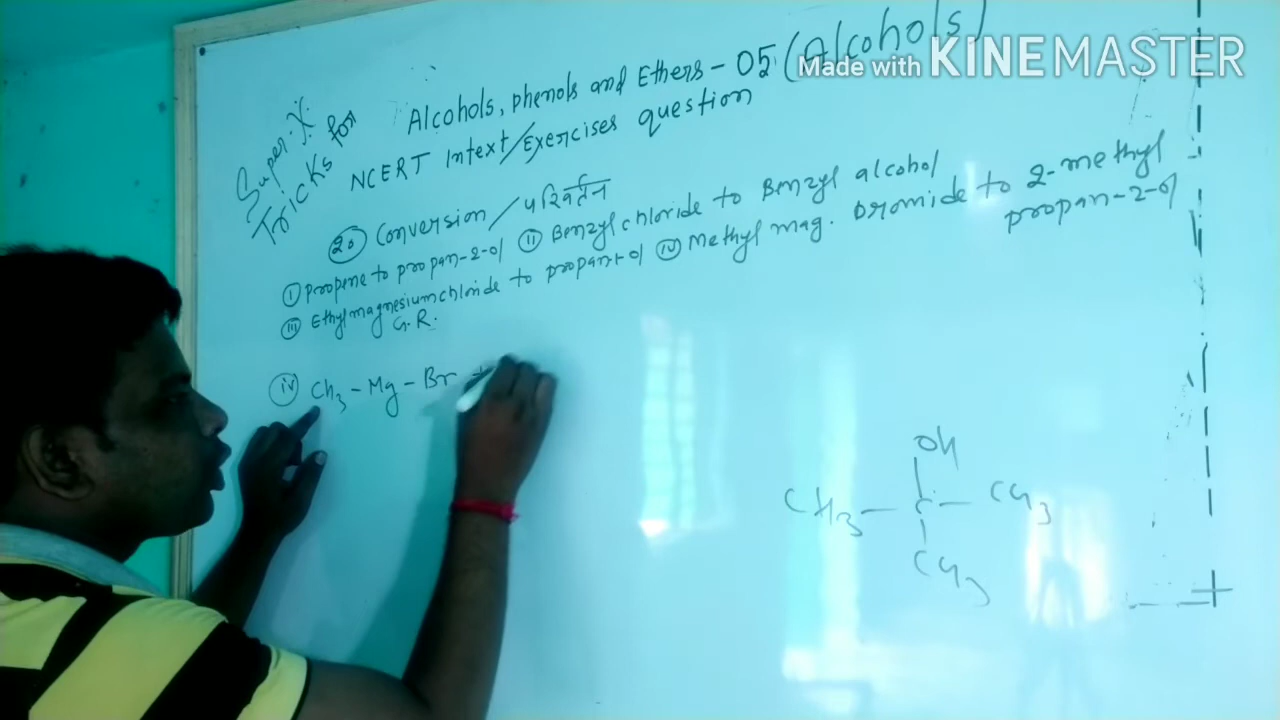 Made with KINEMASTER
Super.X.
Tricks for
Alcohols, phenols and Ethers - 05 (Alcohols)
NCERT Intext/Exercises question
20 Conversion / परिवर्तन
(i) Propene to propan-2-ol (ii) Benzyl chloride to Benzyl alcohol
(iii) Ethyl magnesium chloride to propan-1-ol (iv) Methyl mag. bromide to 2-methyl
propan-2-ol
G.R.
(iv) CH3 - Mg - Br +
OH
CH3 - C - CH3
CH3